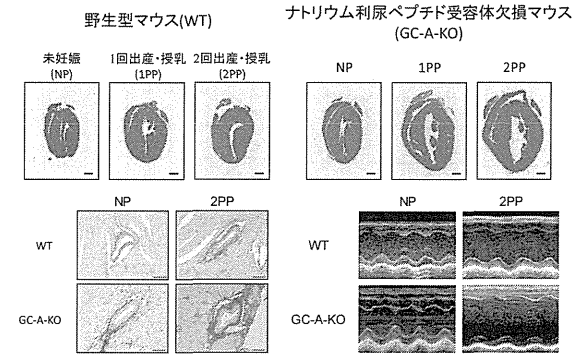 野生型マウス(WT)
ナトリウム利尿ペプチド受容体欠損マウス
(GC-A-KO)
未妊娠
(NP)
1回出産・授乳
(1PP)
2回出産・授乳
(2PP)
NP
1PP
2PP
NP
2PP
WT
GC-A-KO
NP
2PP
WT
GC-A-KO